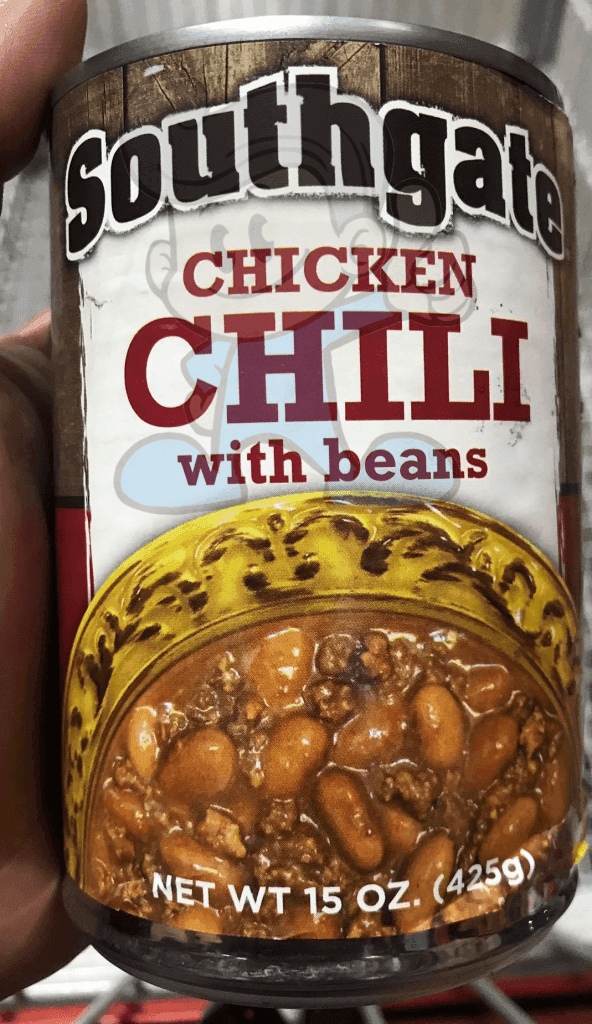 Southgate
CHICKEN
CHILI
with beans
NET WT 15 OZ. (425g)